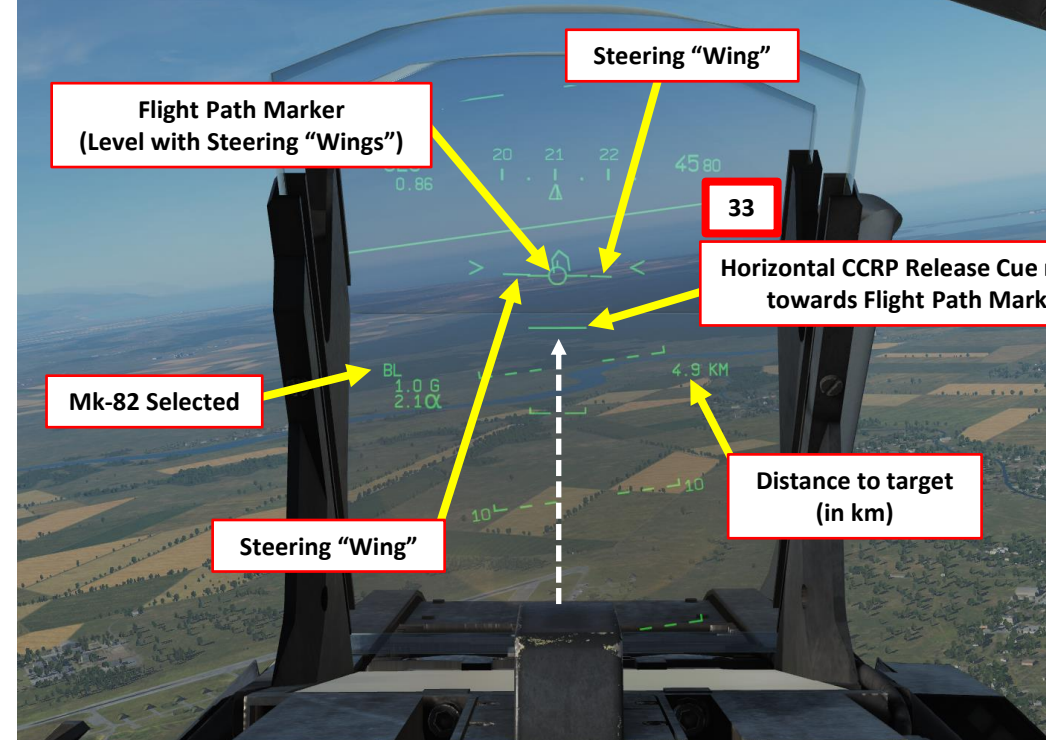 Steering “Wing”
Flight Path Marker
(Level with Steering “Wings”)
20 21 22
45 80
0.86
33
Horizontal CCRP Release Cue
towards Flight Path
> <
BL
1.0 G
2.1 α
4.9 KM
Mk-82 Selected
Distance to target
(in km)
10 10
Steering “Wing”